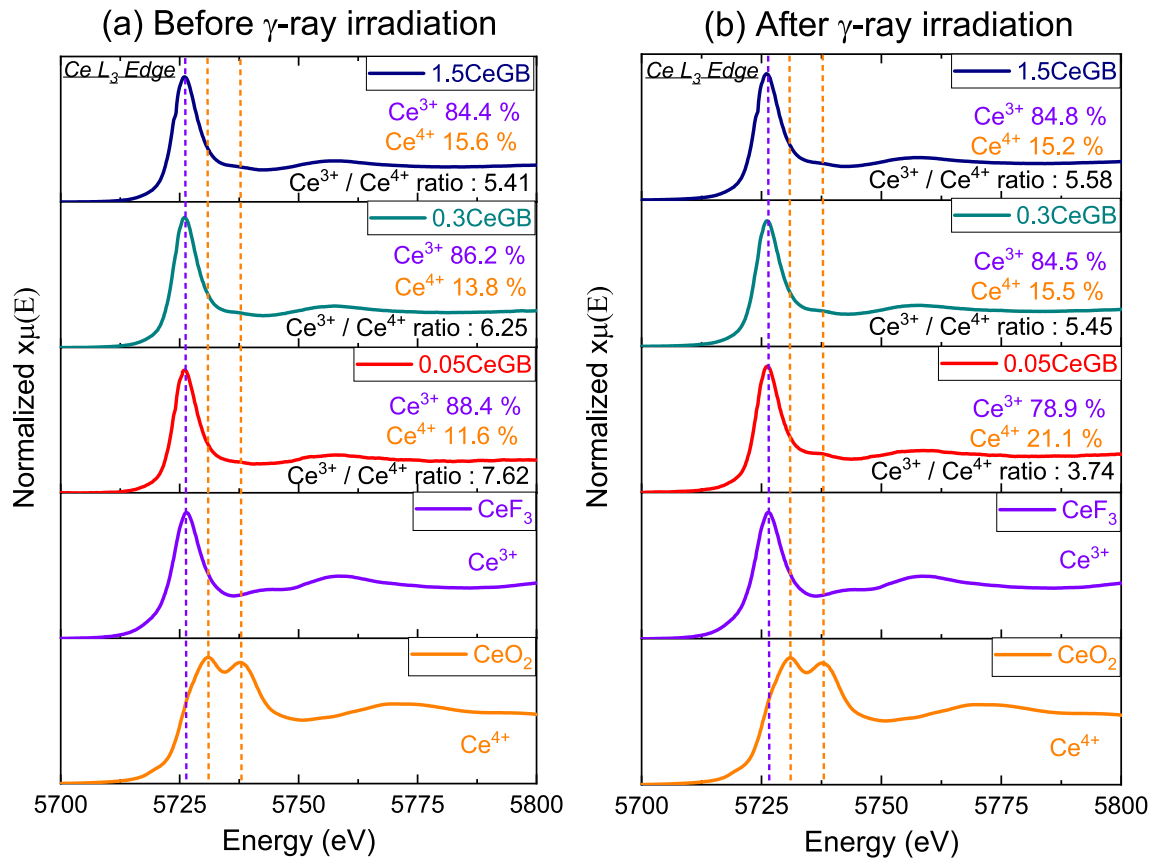 (a) Before γ-ray irradiation
Ce L₃ Edge
1.5CeGB
Ce³⁺ 84.4 %
Ce⁴⁺ 15.6 %
Ce³⁺ / Ce⁴⁺ ratio : 5.41
0.3CeGB
Ce³⁺ 86.2 %
Ce⁴⁺ 13.8 %
Ce³⁺ / Ce⁴⁺ ratio : 6.25
0.05CeGB
Ce³⁺ 88.4 %
Ce⁴⁺ 11.6 %
Ce³⁺ / Ce⁴⁺ ratio : 7.62
CeF₃
Ce³⁺
CeO₂
Ce⁴⁺
Normalized xμ(E)
5700 5725 5750 5775 5800
Energy (eV)
(b) After γ-ray irradiation
Ce L₃ Edge
1.5CeGB
Ce³⁺ 84.8 %
Ce⁴⁺ 15.2 %
Ce³⁺ / Ce⁴⁺ ratio : 5.58
0.3CeGB
Ce³⁺ 84.5 %
Ce⁴⁺ 15.5 %
Ce³⁺ / Ce⁴⁺ ratio : 5.45
0.05CeGB
Ce³⁺ 78.9 %
Ce⁴⁺ 21.1 %
Ce³⁺ / Ce⁴⁺ ratio : 3.74
CeF₃
Ce³⁺
CeO₂
Ce⁴⁺
Normalized xμ(E)
5700 5725 5750 5775 5800
Energy (eV)